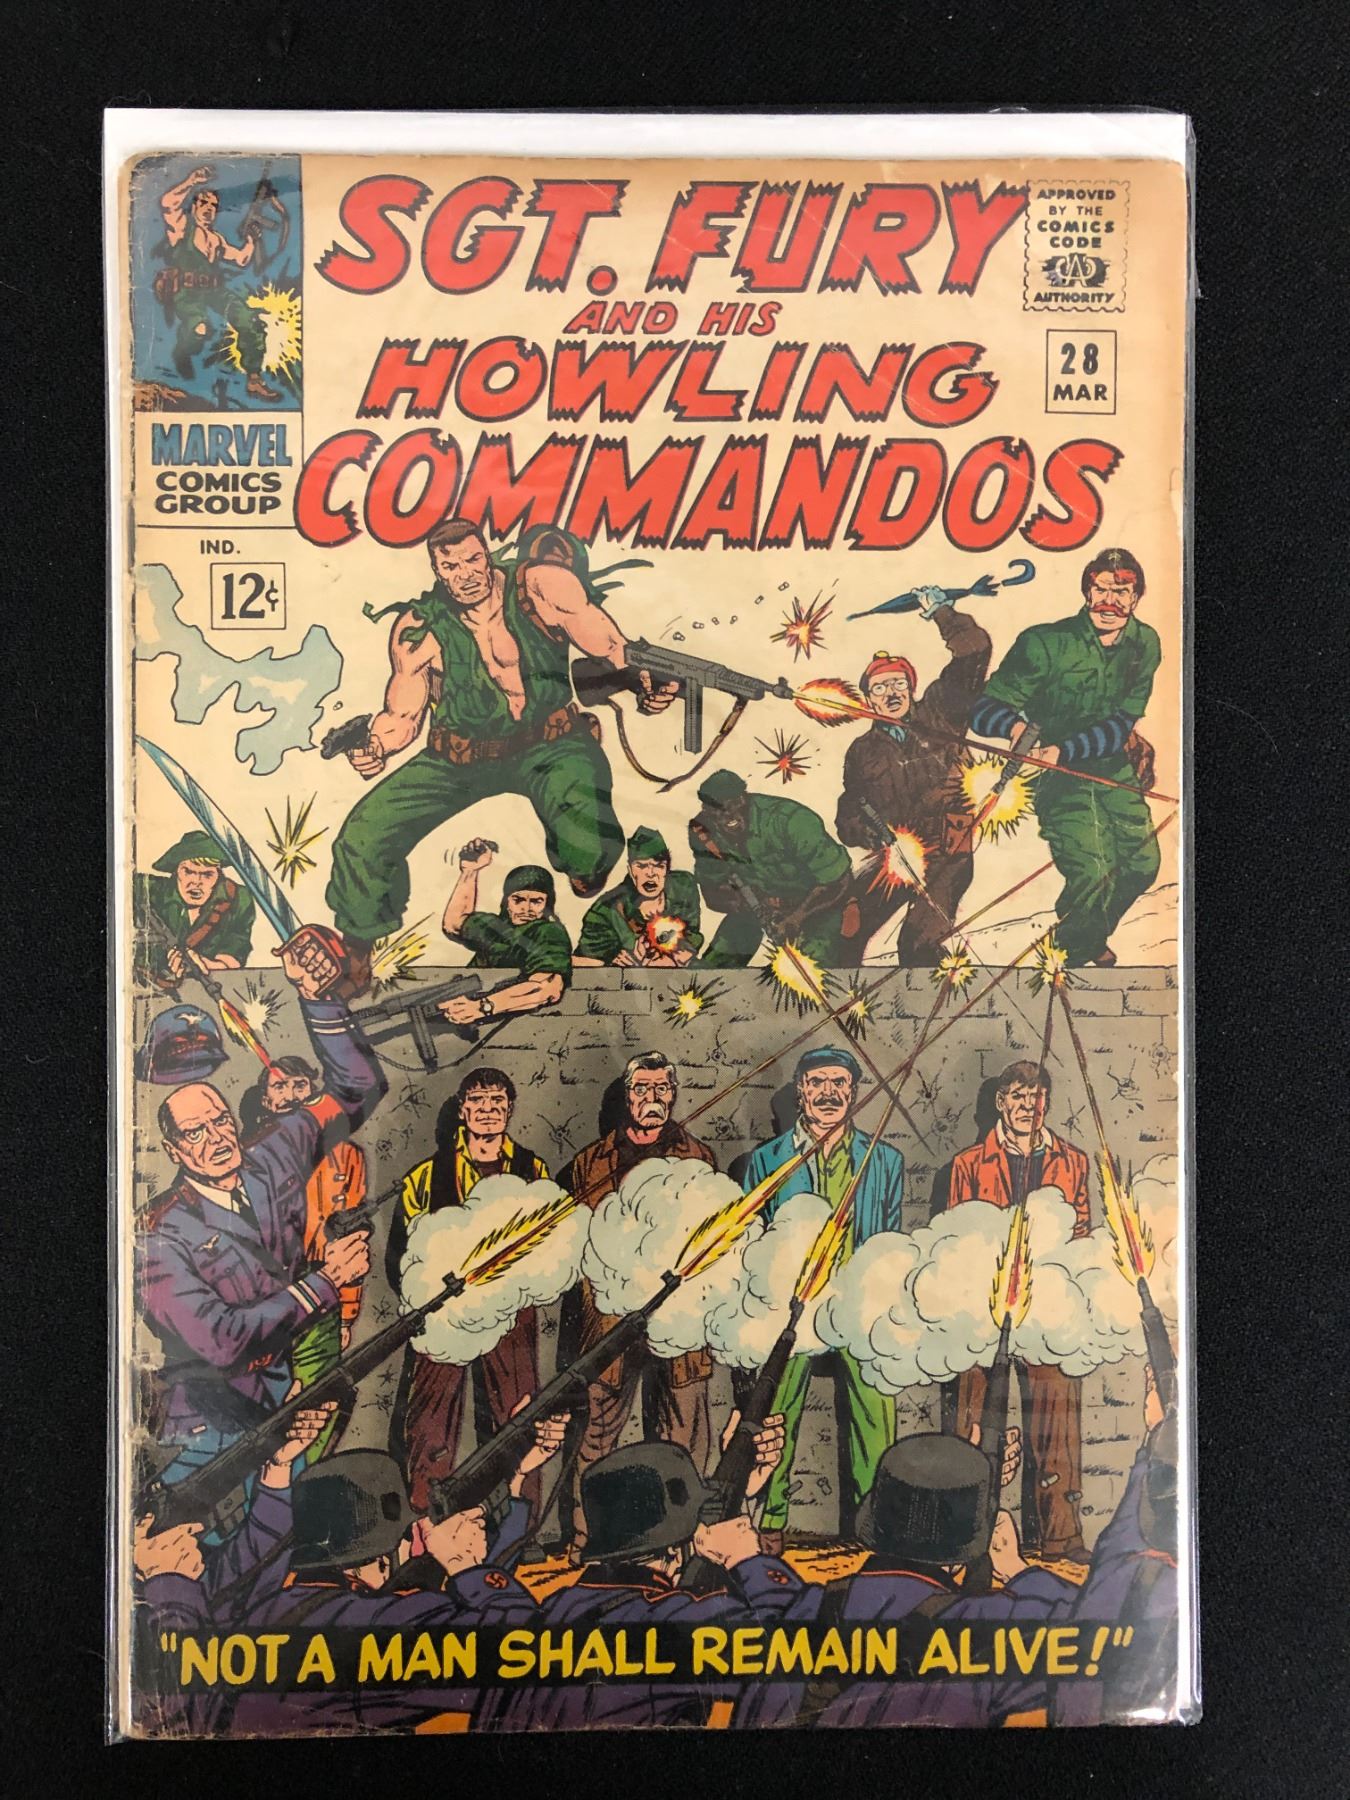 SGT. FURY
AND HIS
HOWLING
COMMANDOS
APPROVED
BY THE
COMICS
CODE
CA
AUTHORITY
28
MAR
MARVEL
COMICS
GROUP
IND.
12¢
"NOT A MAN SHALL REMAIN ALIVE!"